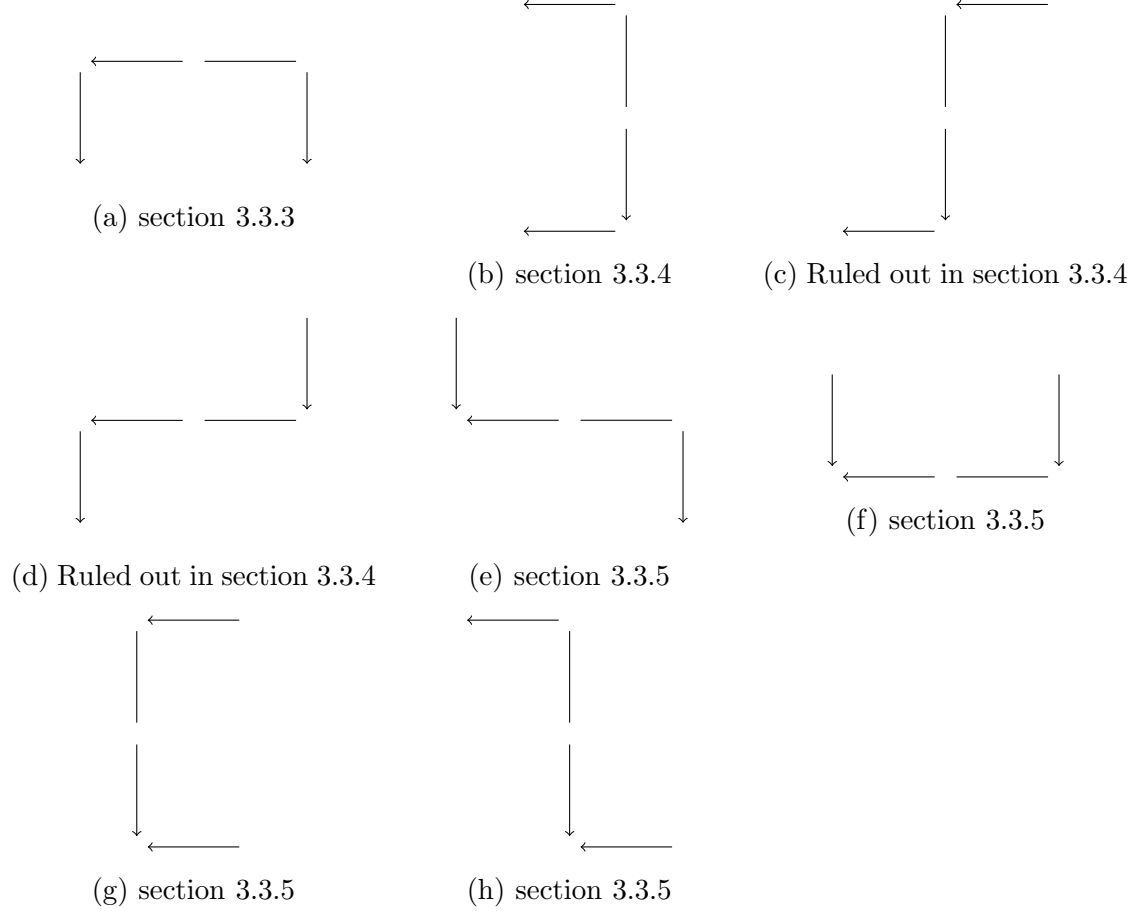 (a) section 3.3.3
(b) section 3.3.4
(c) Ruled out in section 3.3.4
(d) Ruled out in section 3.3.4
(e) section 3.3.5
(f) section 3.3.5
(g) section 3.3.5
(h) section 3.3.5